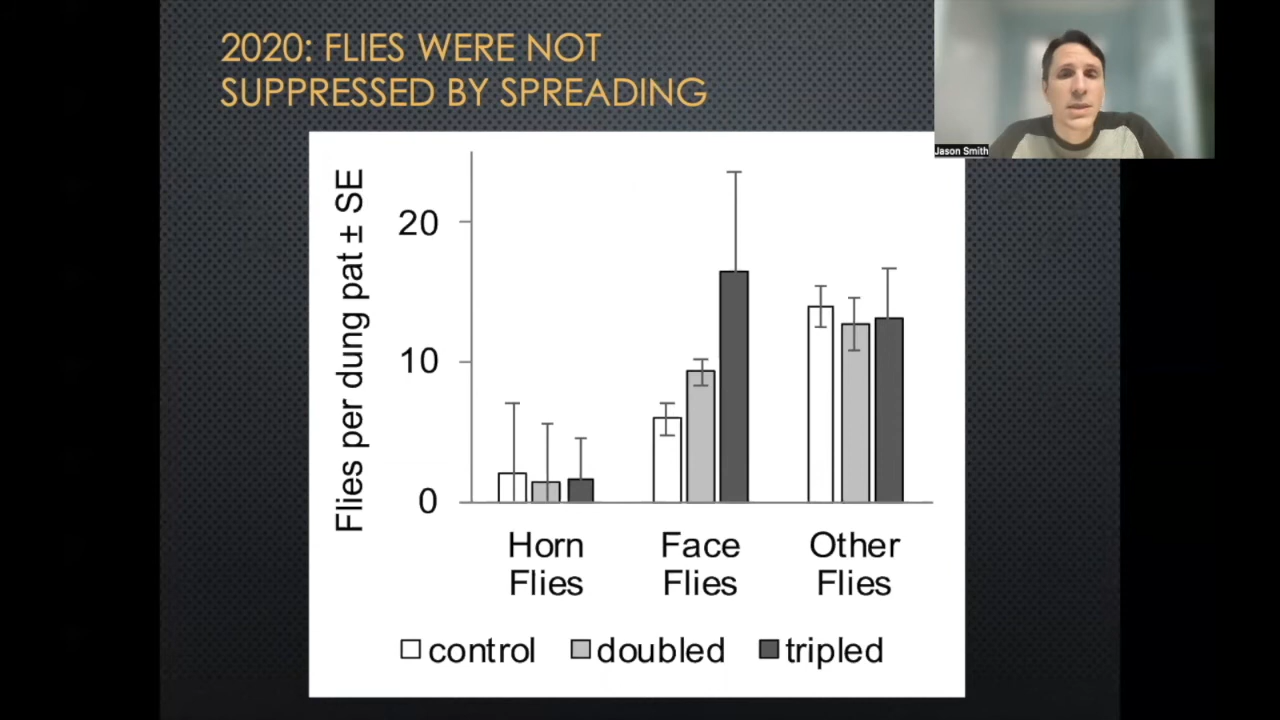 2020: FLIES WERE NOT
SUPPRESSED BY SPREADING
Jason Smith
Flies per dung pat ± SE
20
10
0
Horn
Flies
Face
Flies
Other
Flies
control doubled tripled